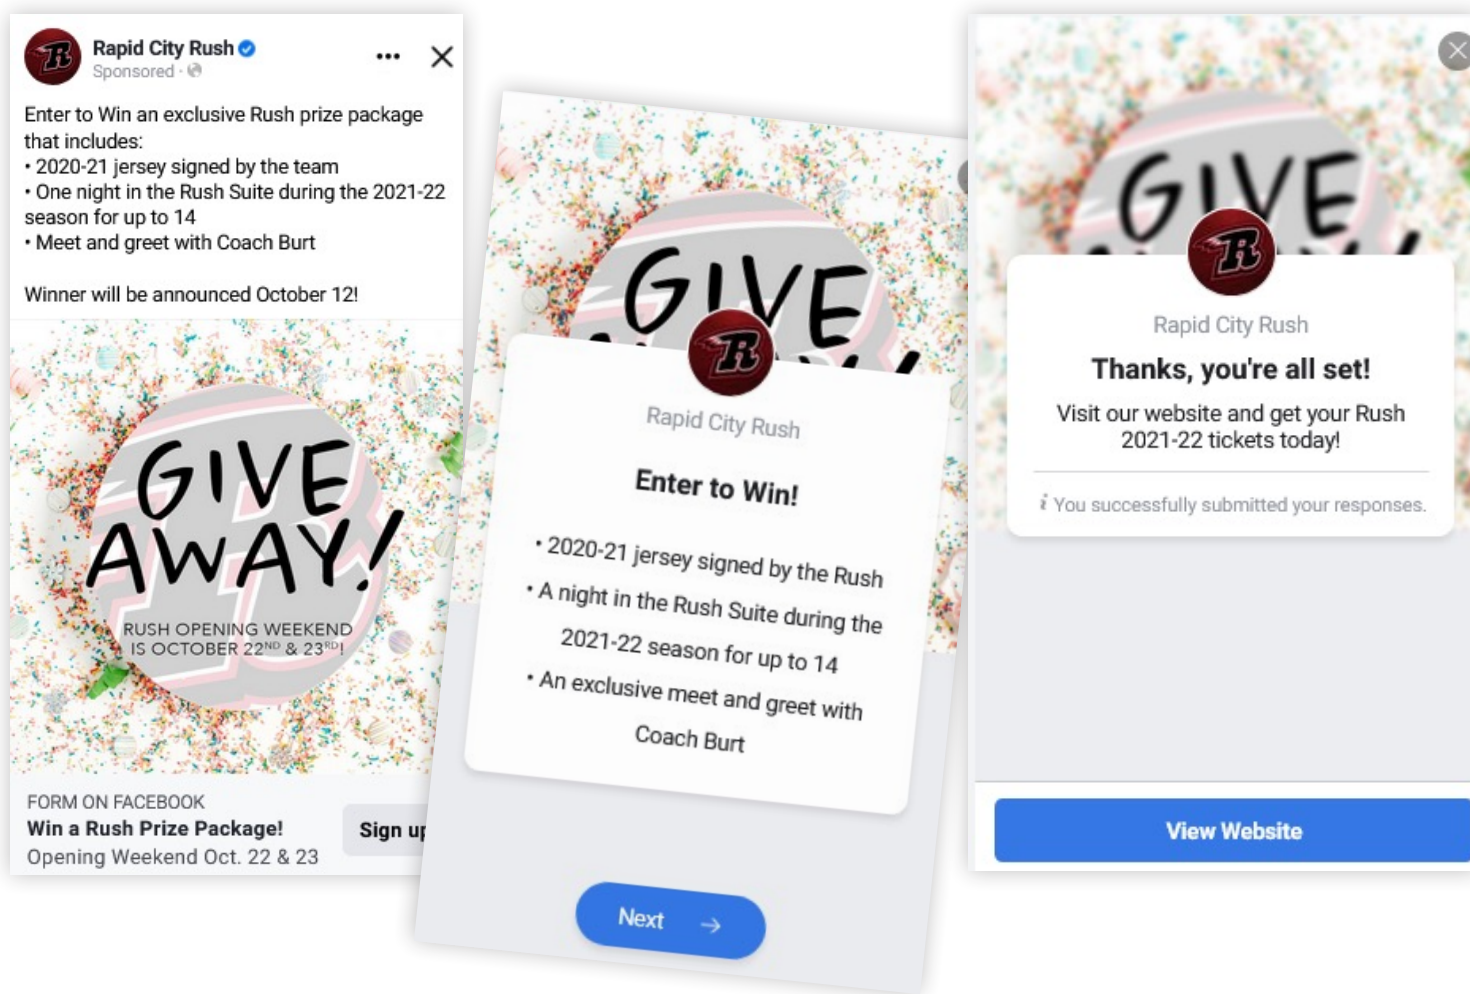 Rapid City Rush
Sponsored ·
Enter to Win an exclusive Rush prize package
that includes:
• 2020-21 jersey signed by the team
• One night in the Rush Suite during the 2021-22
season for up to 14
• Meet and greet with Coach Burt
Winner will be announced October 12!
GIVE
AWAY!
RUSH OPENING WEEKEND
IS OCTOBER 22ND & 23RD!
FORM ON FACEBOOK
Win a Rush Prize Package!
Opening Weekend Oct. 22 & 23
Sign up
GIVE
R
Rapid City Rush
Enter to Win!
• 2020-21 jersey signed by the Rush
• A night in the Rush Suite during the
2021-22 season for up to 14
• An exclusive meet and greet with
Coach Burt
Next →
GIVE
R
Rapid City Rush
Thanks, you're all set!
Visit our website and get your Rush
2021-22 tickets today!
i You successfully submitted your responses.
View Website